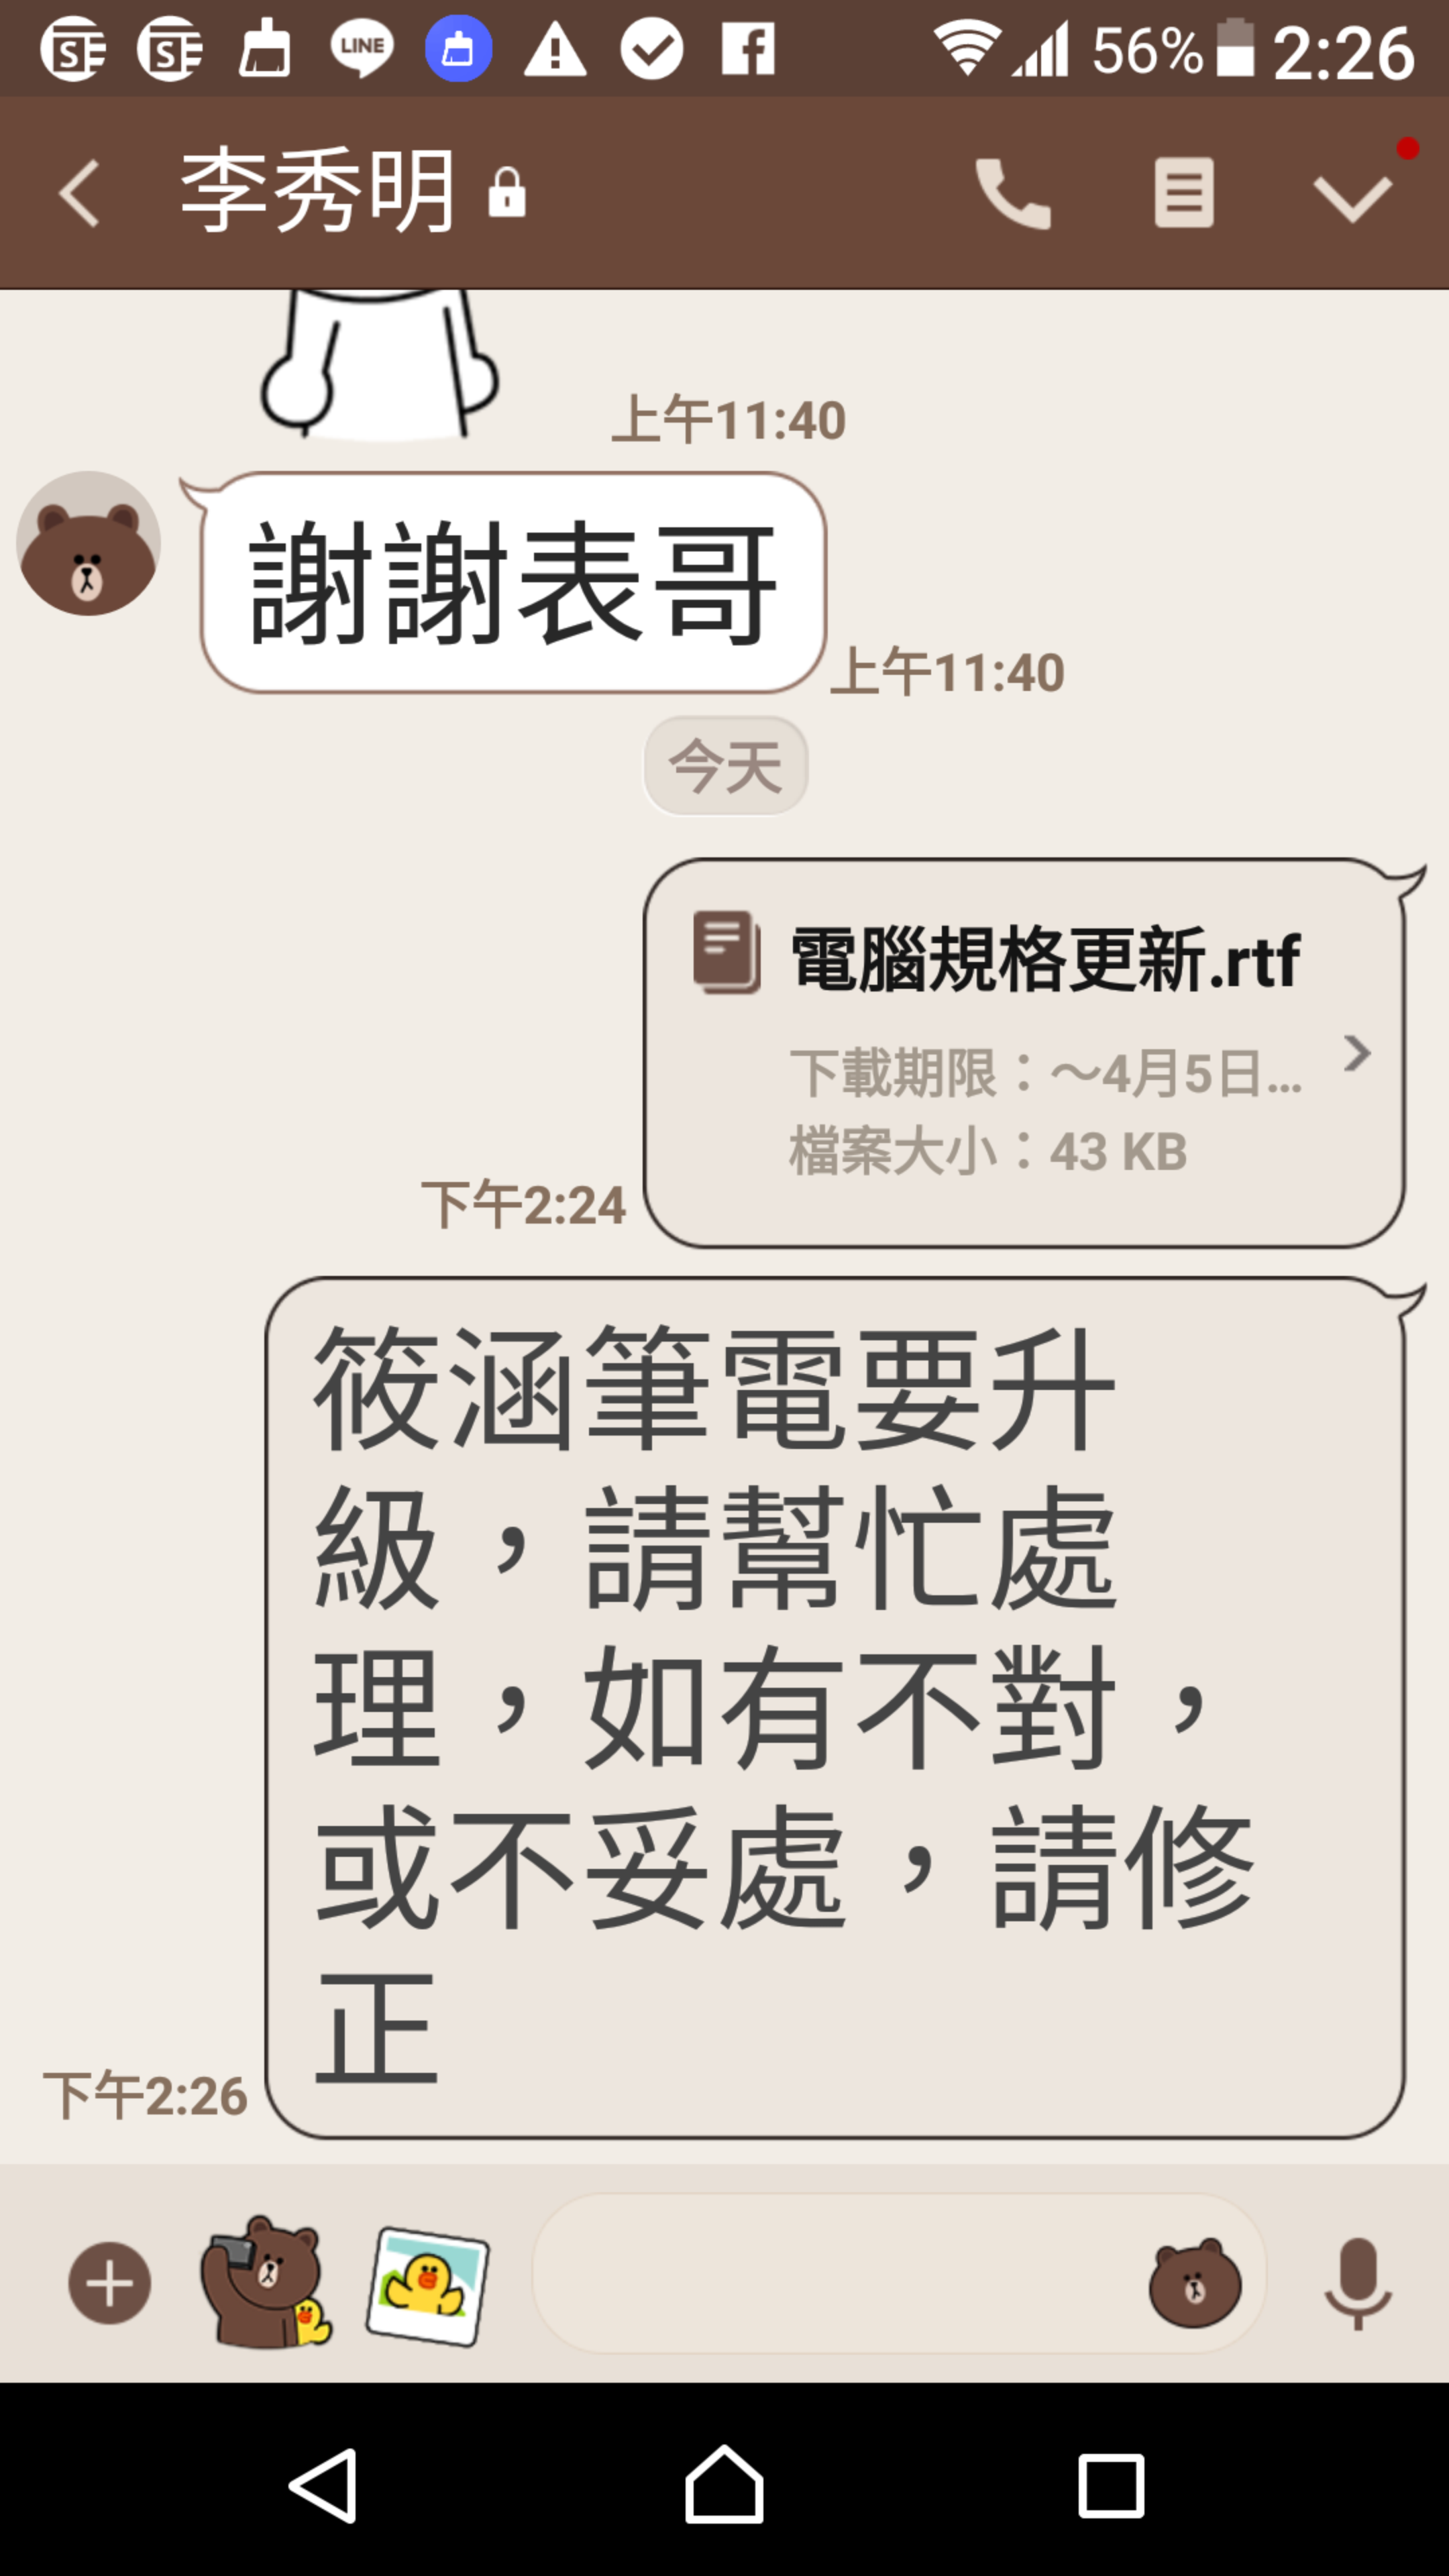 LINE
56%
2:26
李秀明
上午11:40
謝謝表哥
上午11:40
今天
電腦規格更新.rtf
下載期限：～4月5日...
檔案大小：43 KB
下午2:24
筱涵筆電要升
級，請幫忙處
理，如有不對，
或不妥處，請修
正
下午2:26